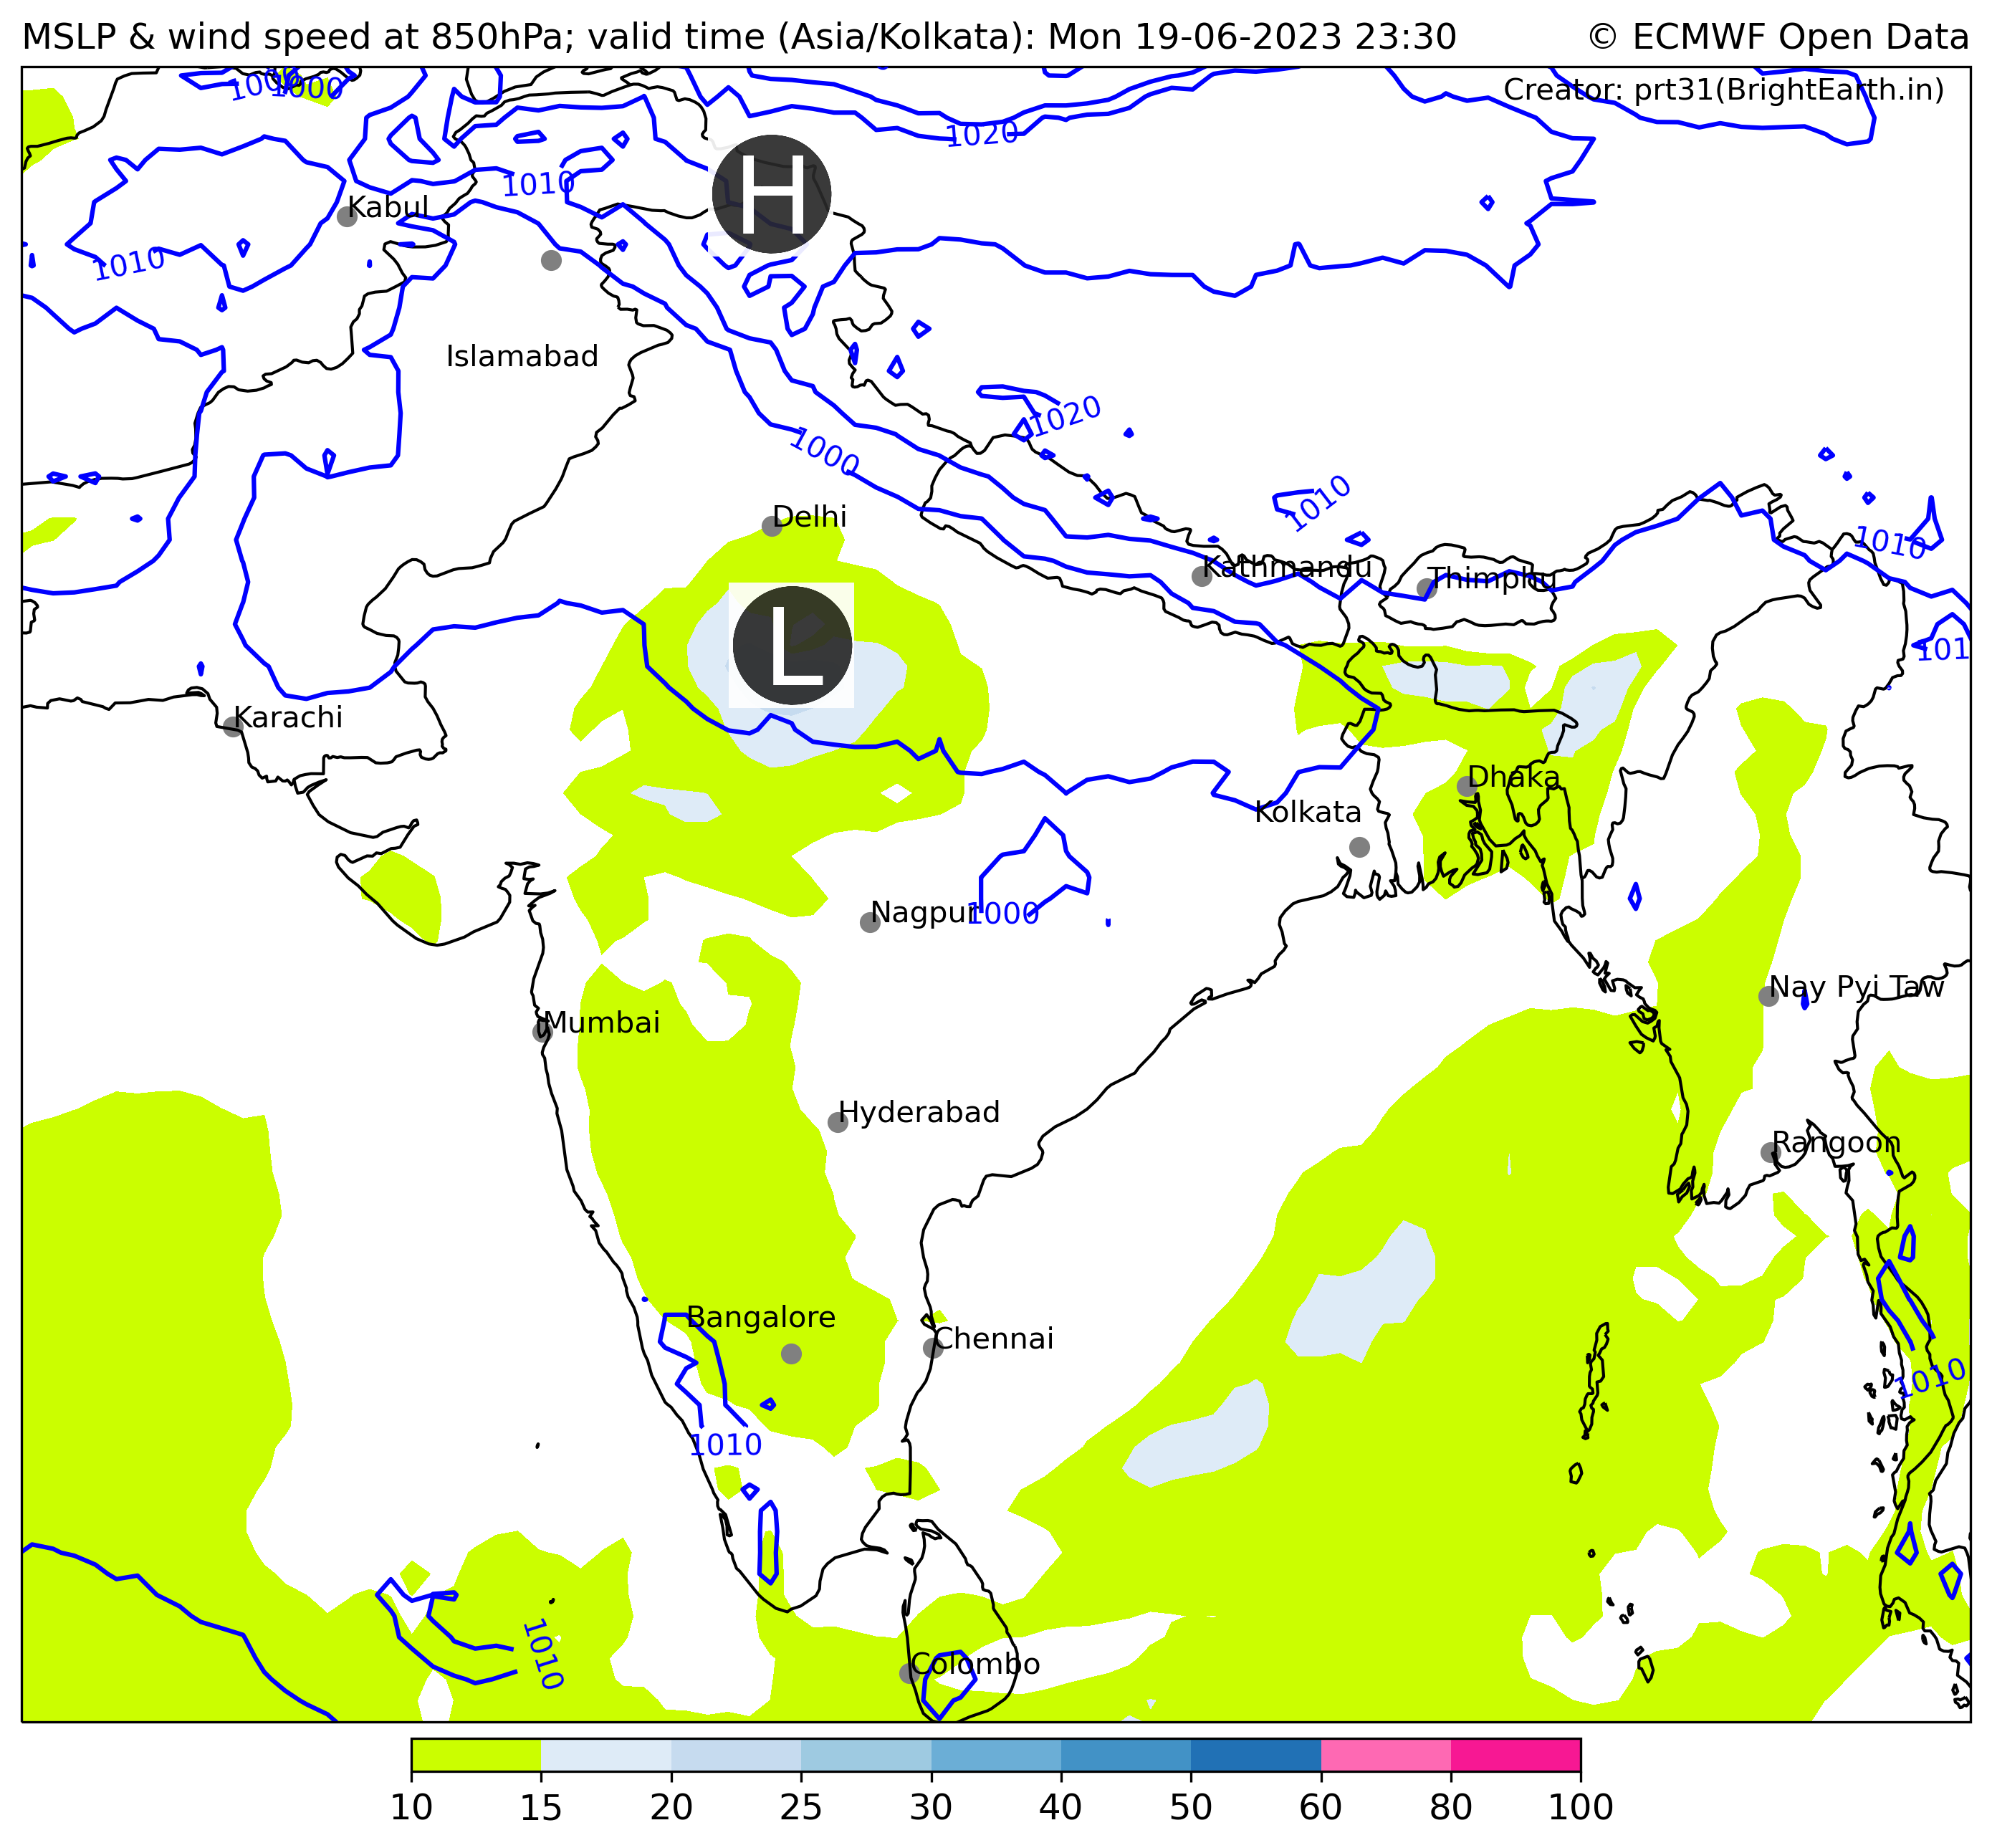 MSLP & wind speed at 850hPa; valid time (Asia/Kolkata): Mon 19-06-2023 23:30 © ECMWF Open Data
Creator: prt31(BrightEarth.in)
1000
1000
1020
H
1010
Kabul
1010
Islamabad
1020
1000
1010
Delhi
1010
Kathmandu
Thimphu
L
101
Karachi
Dhaka
Kolkata
Nagpur
1000
Nay Pyi Taw
Mumbai
Hyderabad
Rangoon
Bangalore
Chennai
1010
1010
1010
Colombo
10 15 20 25 30 40 50 60 80 100